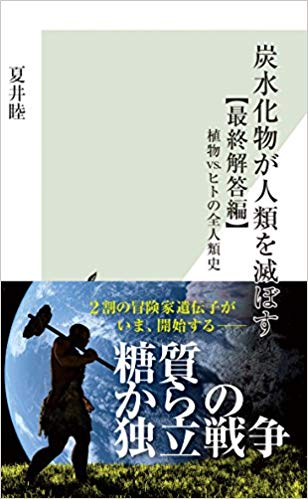 炭水化物が人類を滅ぼす
【最終解答編】
植物vs.ヒトの全人類史
夏井睦
2割の冒険家遺伝子が
いま、開始する──
糖質
から
独立の戦争